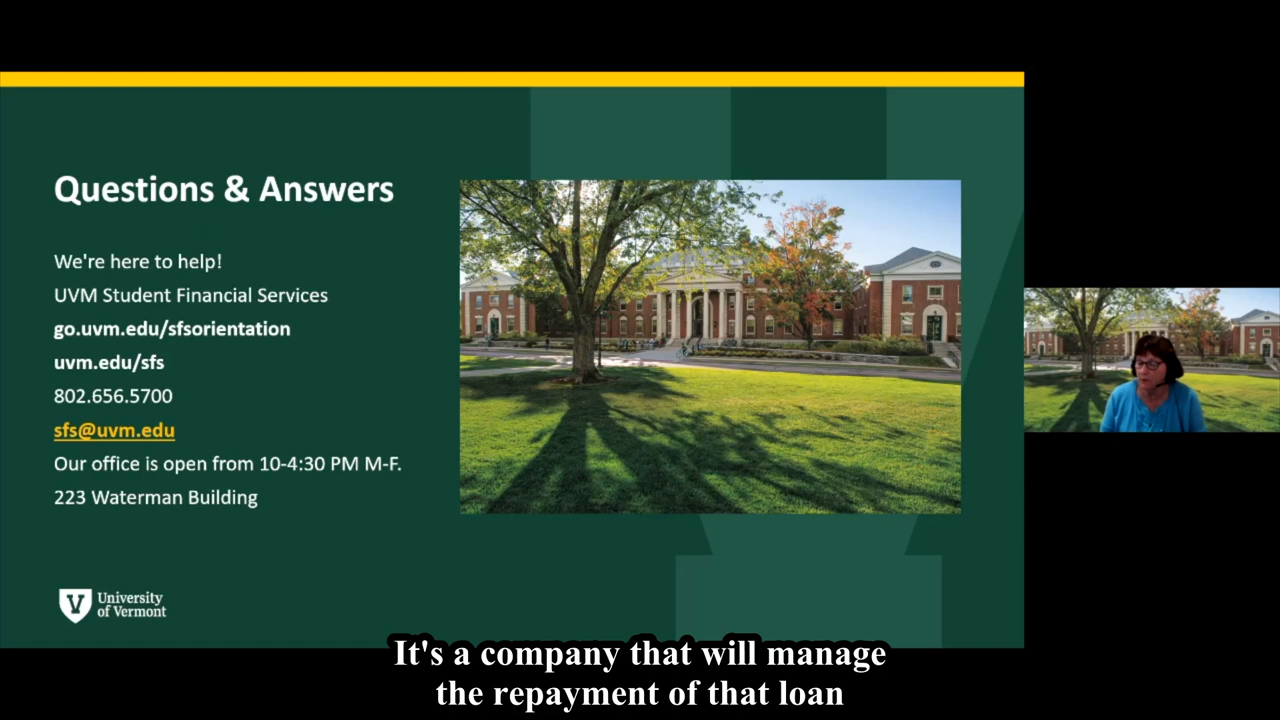 Questions & Answers
We're here to help!
UVM Student Financial Services
go.uvm.edu/sfsorientation
uvm.edu/sfs
802.656.5700
sfs@uvm.edu
Our office is open from 10-4:30 PM M-F.
223 Waterman Building
V University
of Vermont
It's a company that will manage
the repayment of that loan